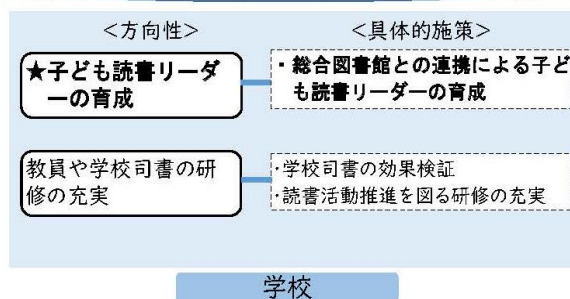 <方向性>
<具体的施策>
★子ども読書リーダ
ーの育成
・総合図書館との連携による子ど
も読書リーダーの育成
教員や学校司書の研
修の充実
・学校司書の効果検証
・読書活動推進を図る研修の充実
学校